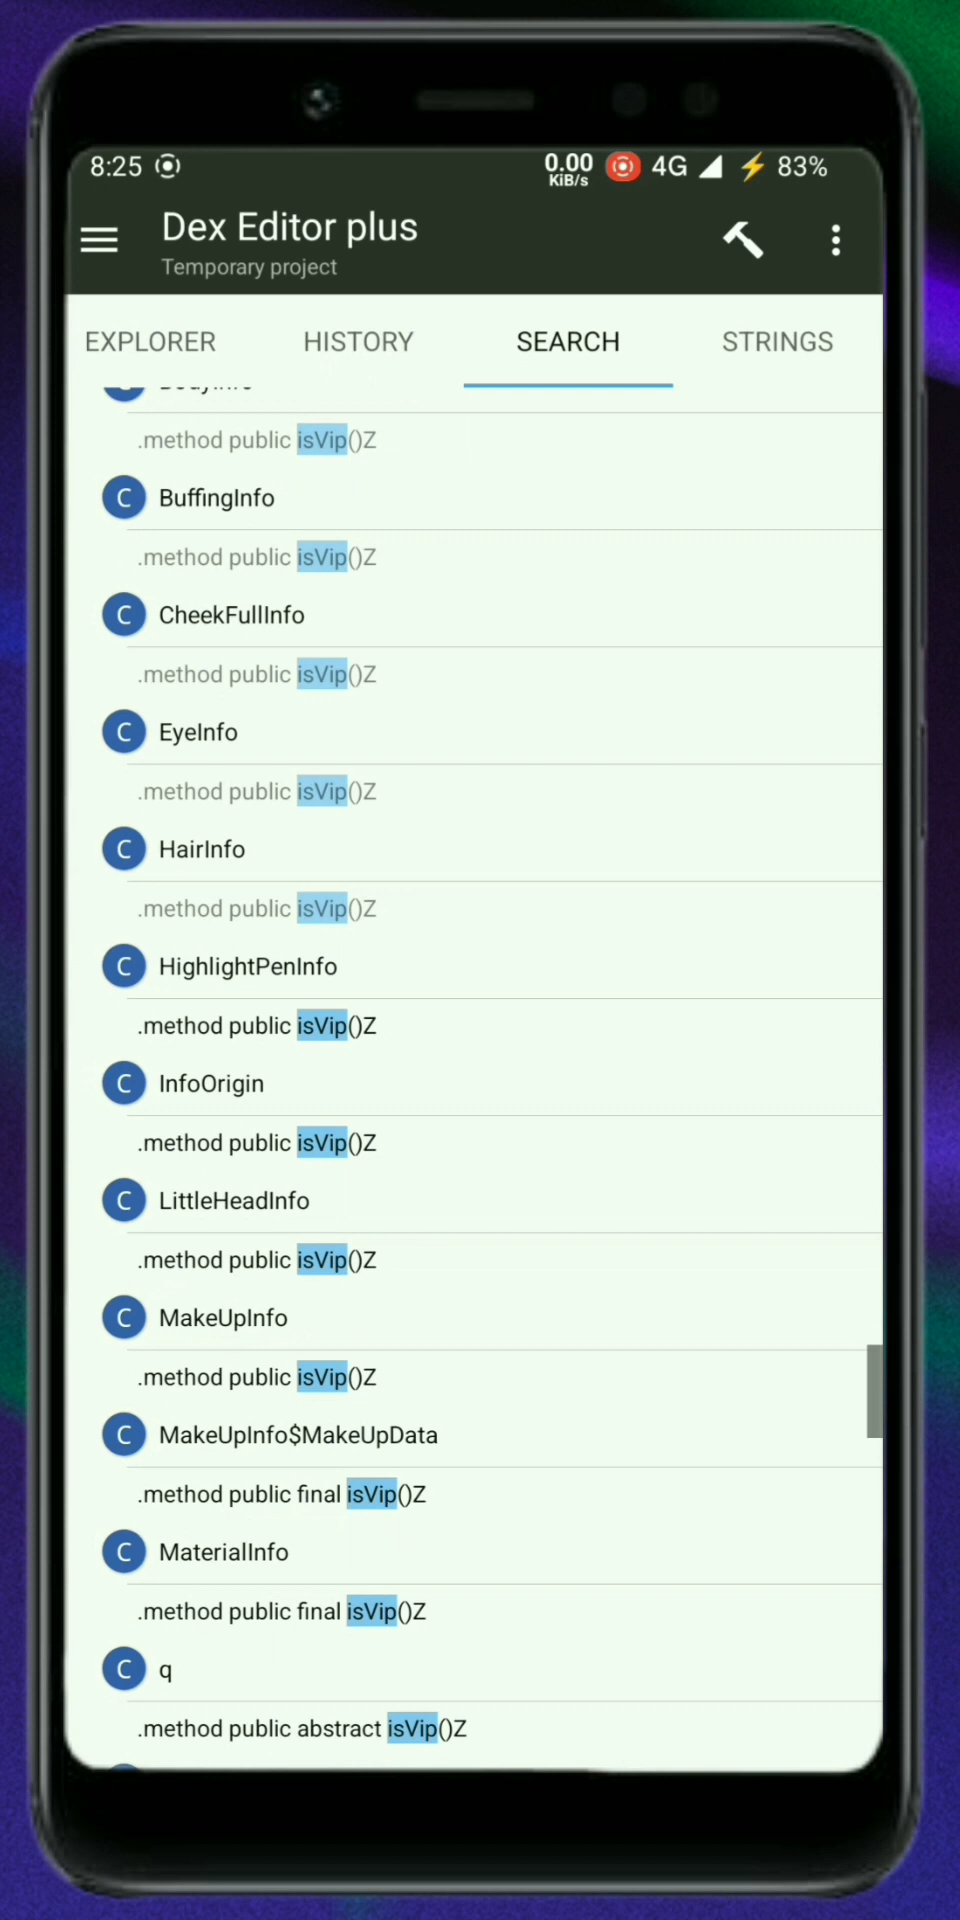 8:25 0.00 KiB/s 4G 83%
Dex Editor plus
Temporary project
EXPLORER HISTORY SEARCH STRINGS
.method public isVip()Z
C BuffingInfo
.method public isVip()Z
C CheekFullInfo
.method public isVip()Z
C EyeInfo
.method public isVip()Z
C HairInfo
.method public isVip()Z
C HighlightPenInfo
.method public isVip()Z
C InfoOrigin
.method public isVip()Z
C LittleHeadInfo
.method public isVip()Z
C MakeUpInfo
.method public isVip()Z
C MakeUpInfo$MakeUpData
.method public final isVip()Z
C MaterialInfo
.method public final isVip()Z
C q
.method public abstract isVip()Z